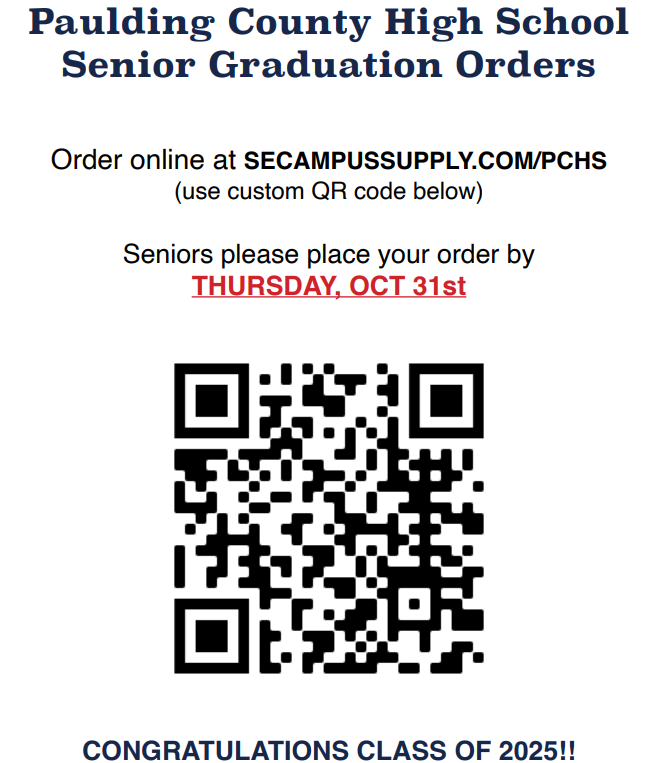 Paulding County High School
Senior Graduation Orders
Order online at SECAMPUSSUPPLY.COM/PCHS
(use custom QR code below)
Seniors please place your order by
THURSDAY, OCT 31st
CONGRATULATIONS CLASS OF 2025!!